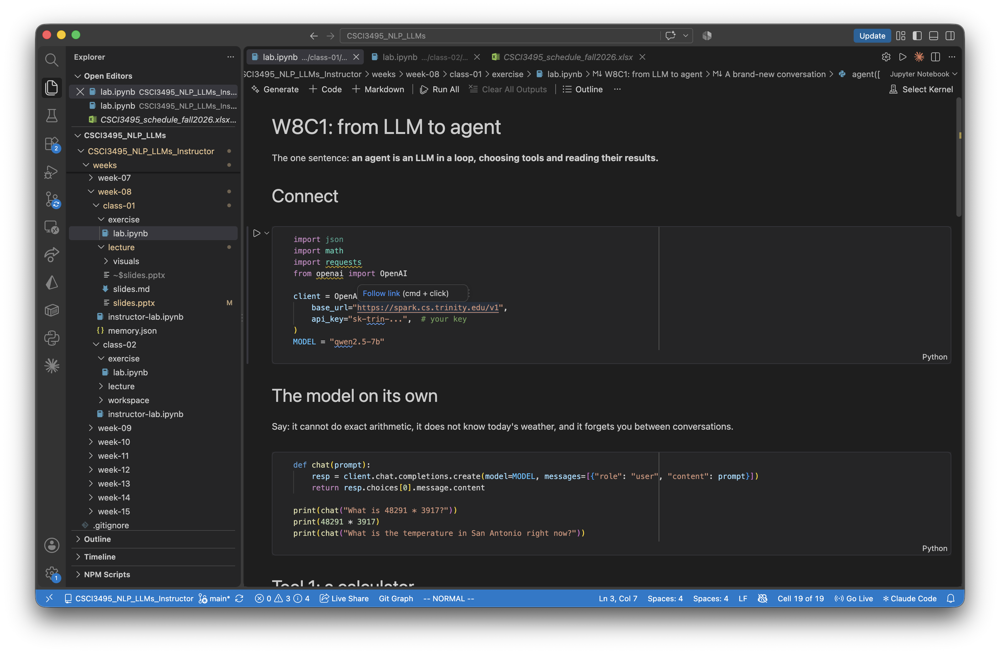 CSCI3495_NLP_LLMs
Update
Explorer
lab.ipynb .../class-01/...
lab.ipynb .../class-02/...
CSCI3495_schedule_fall2026.xlsx
Open Editors
SCI3495_NLP_LLMs_Instructor > weeks > week-08 > class-01 > exercise > lab.ipynb > M↓ W8C1: from LLM to agent > M↓ A brand-new conversation > agent([
Jupyter Notebook
lab.ipynb CSCI3495_NLP_LLMs_Ins...
lab.ipynb CSCI3495_NLP_LLMs_Ins...
CSCI3495_schedule_fall2026.xlsx...
Generate + Code + Markdown | Run All Clear All Outputs | Outline ...
Select Kernel
CSCI3495_NLP_LLMs
CSCI3495_NLP_LLMs_Instructor
weeks
week-07
week-08
class-01
exercise
lab.ipynb
lecture
visuals
~$slides.pptx
slides.md
slides.pptx M
instructor-lab.ipynb
{} memory.json
class-02
exercise
lab.ipynb
lecture
workspace
instructor-lab.ipynb
week-09
week-10
week-11
week-12
week-13
week-14
week-15
.gitignore
Outline
Timeline
NPM Scripts
2
1
W8C1: from LLM to agent
The one sentence: an agent is an LLM in a loop, choosing tools and reading their results.
Connect
import json
import math
import requests
from openai import OpenAI
Follow link (cmd + click)
client = OpenA
base_url="https://spark.cs.trinity.edu/v1",
api_key="sk-trin-...", # your key
)
MODEL = "qwen2.5-7b"
Python
The model on its own
Say: it cannot do exact arithmetic, it does not know today's weather, and it forgets you between conversations.
def chat(prompt):
resp = client.chat.completions.create(model=MODEL, messages=[{"role": "user", "content": prompt}])
return resp.choices[0].message.content
print(chat("What is 48291 * 3917?"))
print(48291 * 3917)
print(chat("What is the temperature in San Antonio right now?"))
Python
Tool 1: a calculator
CSCI3495_NLP_LLMs_Instructor main* 0 3 4 Live Share Git Graph -- NORMAL --
Ln 3, Col 7 Spaces: 4 Spaces: 4 LF Cell 19 of 19 Go Live Claude Code